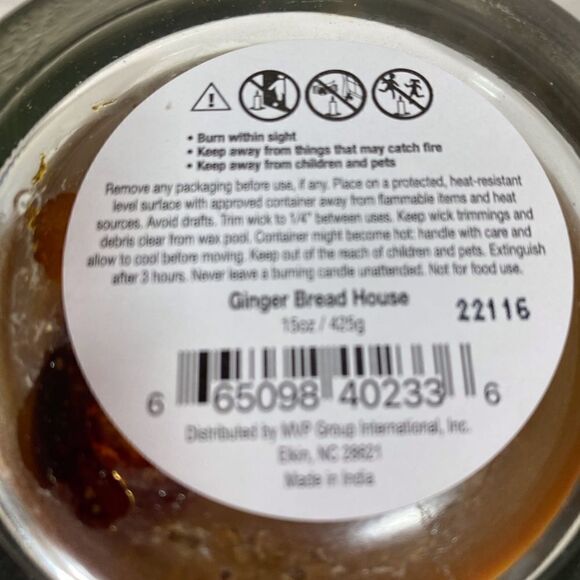 • Burn within sight
• Keep away from things that may catch fire
• Keep away from children and pets
Remove any packaging before use, if any. Place on a protected, heat-resistant
level surface with approved container away from flammable items and heat
sources. Avoid drafts. Trim wick to 1/4" between uses. Keep wick trimmings and
debris clear from wax pool. Container might become hot: handle with care and
allow to cool before moving. Keep out of the reach of children and pets. Extinguish
after 3 hours. Never leave a burning candle unattended. Not for food use.
Ginger Bread House
22116
15oz / 425g
6 65098 40233 6
Distributed by MVP Group International, Inc.
Elkin, NC 28621
Made in India